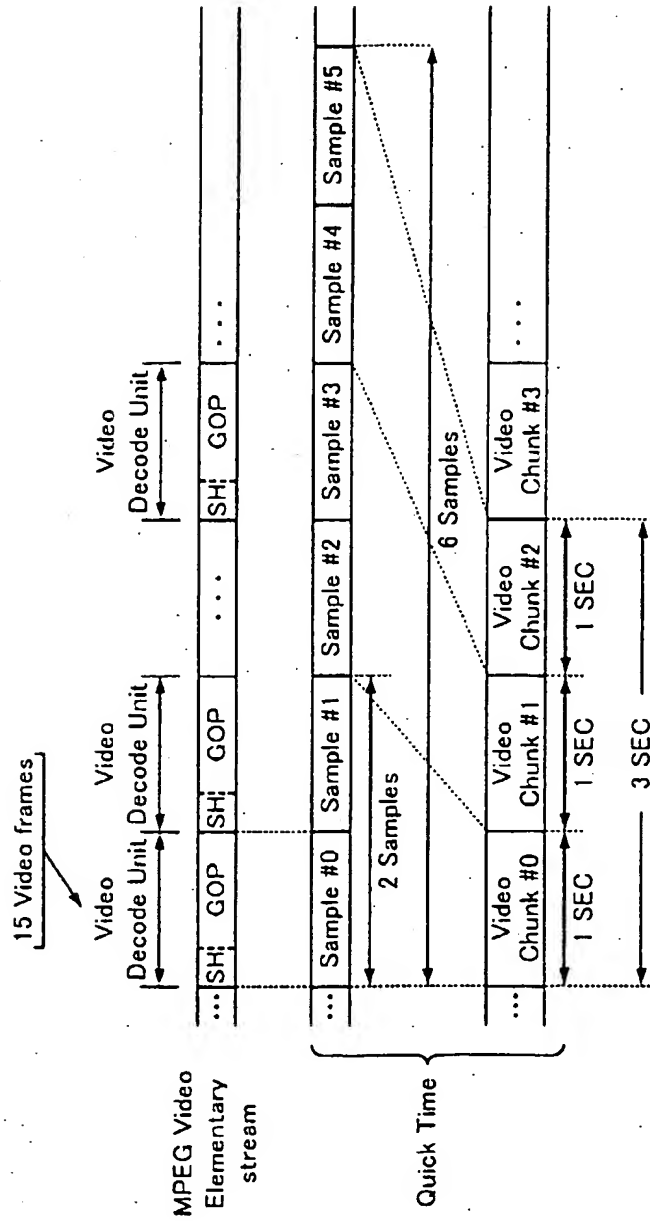 15 Video frames
Video
Decode Unit
Video
Decode Unit
Video
Decode Unit
MPEG Video
Elementary
stream
...
SH
GOP
SH
GOP
...
SH
GOP
...
Quick Time
...
Sample #0
Sample #1
Sample #2
Sample #3
Sample #4
Sample #5
2 Samples
6 Samples
...
Video
Chunk #0
Video
Chunk #1
Video
Chunk #2
Video
Chunk #3
...
1 SEC
1 SEC
1 SEC
3 SEC